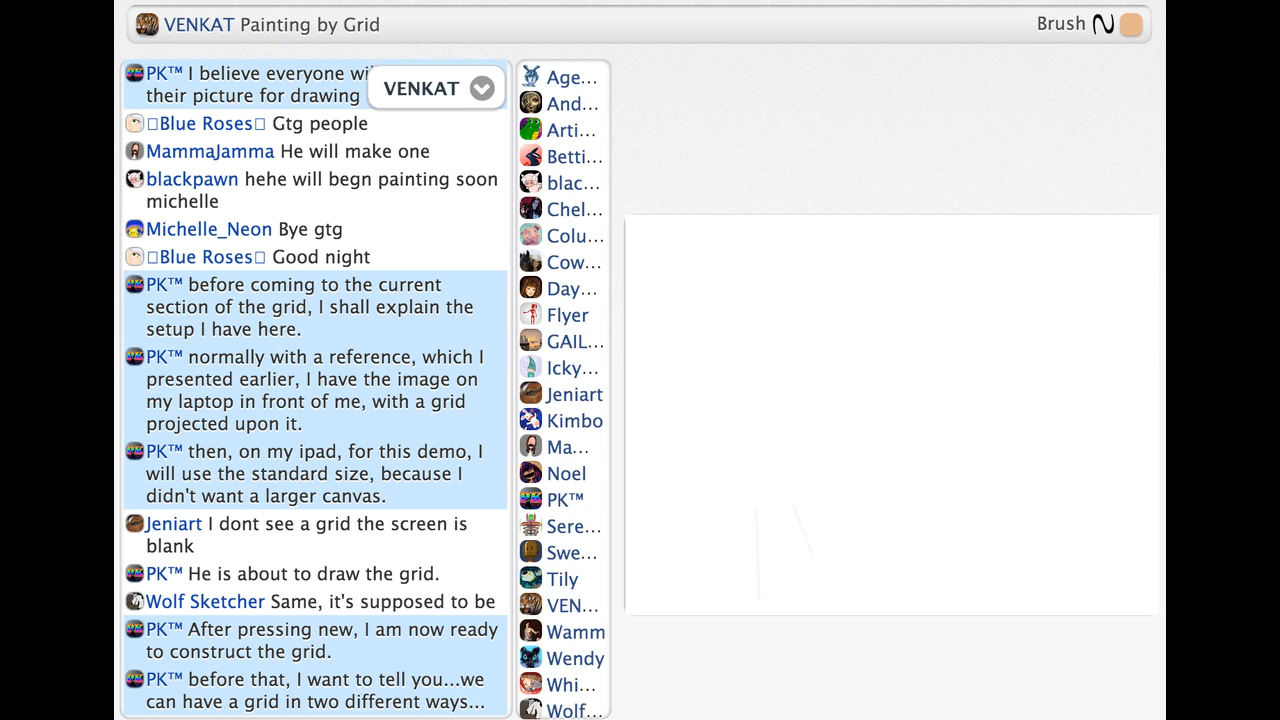 VENKAT Painting by Grid
Brush
PK™ I believe everyone wi
their picture for drawing
VENKAT
Blue Roses Gtg people
MammaJamma He will make one
blackpawn hehe will begn painting soon
michelle
Michelle_Neon Bye gtg
Blue Roses Good night
PK™ before coming to the current
section of the grid, I shall explain the
setup I have here.
PK™ normally with a reference, which I
presented earlier, I have the image on
my laptop in front of me, with a grid
projected upon it.
PK™ then, on my ipad, for this demo, I
will use the standard size, because I
didn't want a larger canvas.
Jeniart I dont see a grid the screen is
blank
PK™ He is about to draw the grid.
Wolf Sketcher Same, it's supposed to be
PK™ After pressing new, I am now ready
to construct the grid.
PK™ before that, I want to tell you...we
can have a grid in two different ways...
Age...
And...
Arti...
Betti...
blac...
Chel...
Colu...
Cow...
Day...
Flyer
GAIL...
Icky...
Jeniart
Kimbo
Ma...
Noel
PK™
Sere...
Swe...
Tily
VEN...
Wamm
Wendy
Whi...
Wolf...